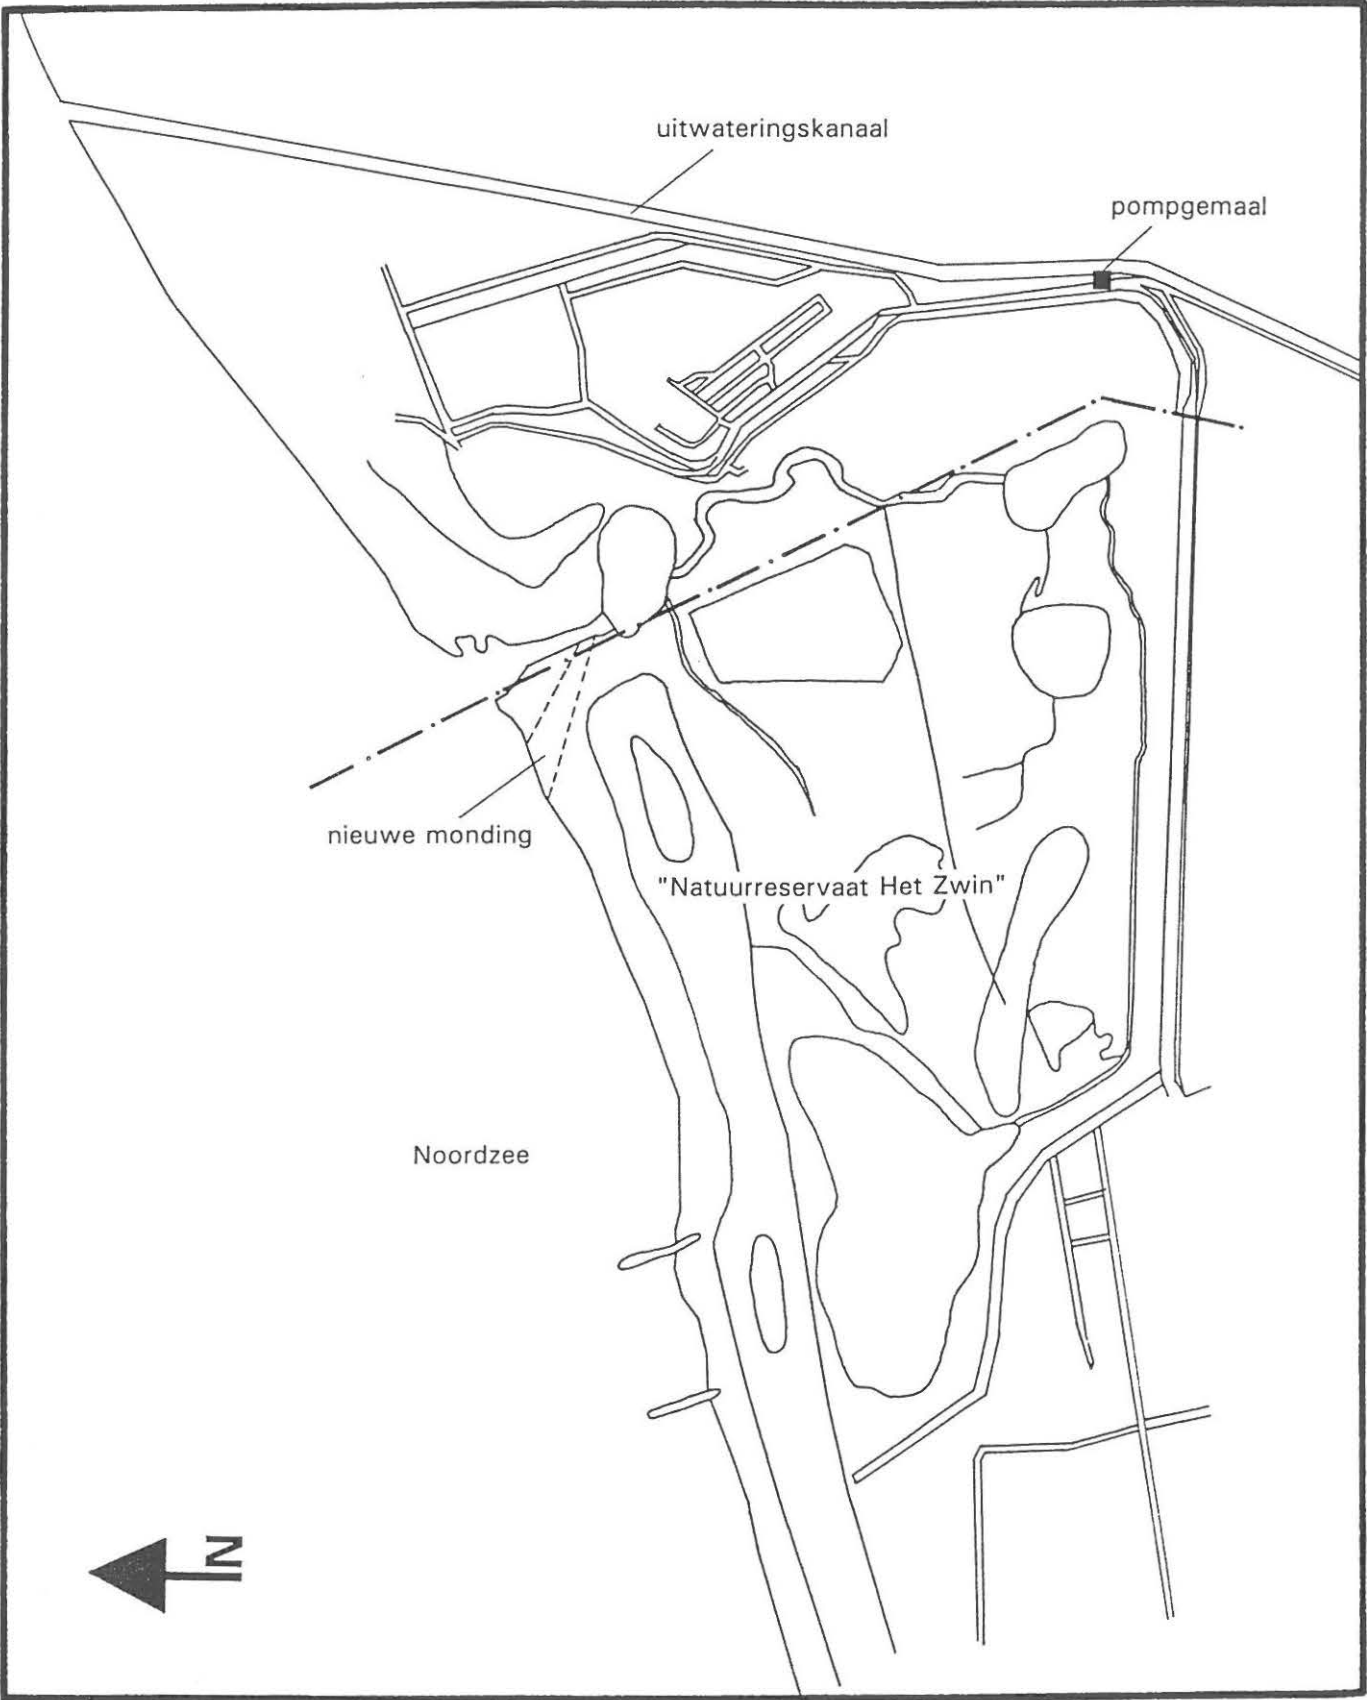 uitwateringskanaal
pompgemaal
nieuwe monding
"Natuurreservaat Het Zwin"
Noordzee
N